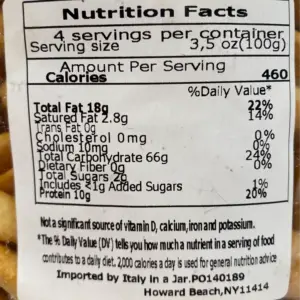 Nutrition Facts
4 servings per container
Serving size 3,5 oz(100g)
Amount Per Serving
Calories 460
%Daily Value*
Total Fat 18g 22%
Satured Fat 2.8g 14%
Trans Fat 0g
Cholesterol 0mg 0%
Sodium 10mg 0%
Total Carbohydrate 66g 24%
Dietary Fiber 0g 0%
Total Sugars 2g
Includes <1g Added Sugars 1%
Protein 10g 20%
Not a significant source of vitamin D, calcium, iron and potassium.
*The % Daily Value (DV) tells you how much a nutrient in a serving of food
contributes to a daily diet. 2,000 calories a day is used for general nutrition advice
Imported by Italy in a Jar.PO140189
Howard Beach,NY11414